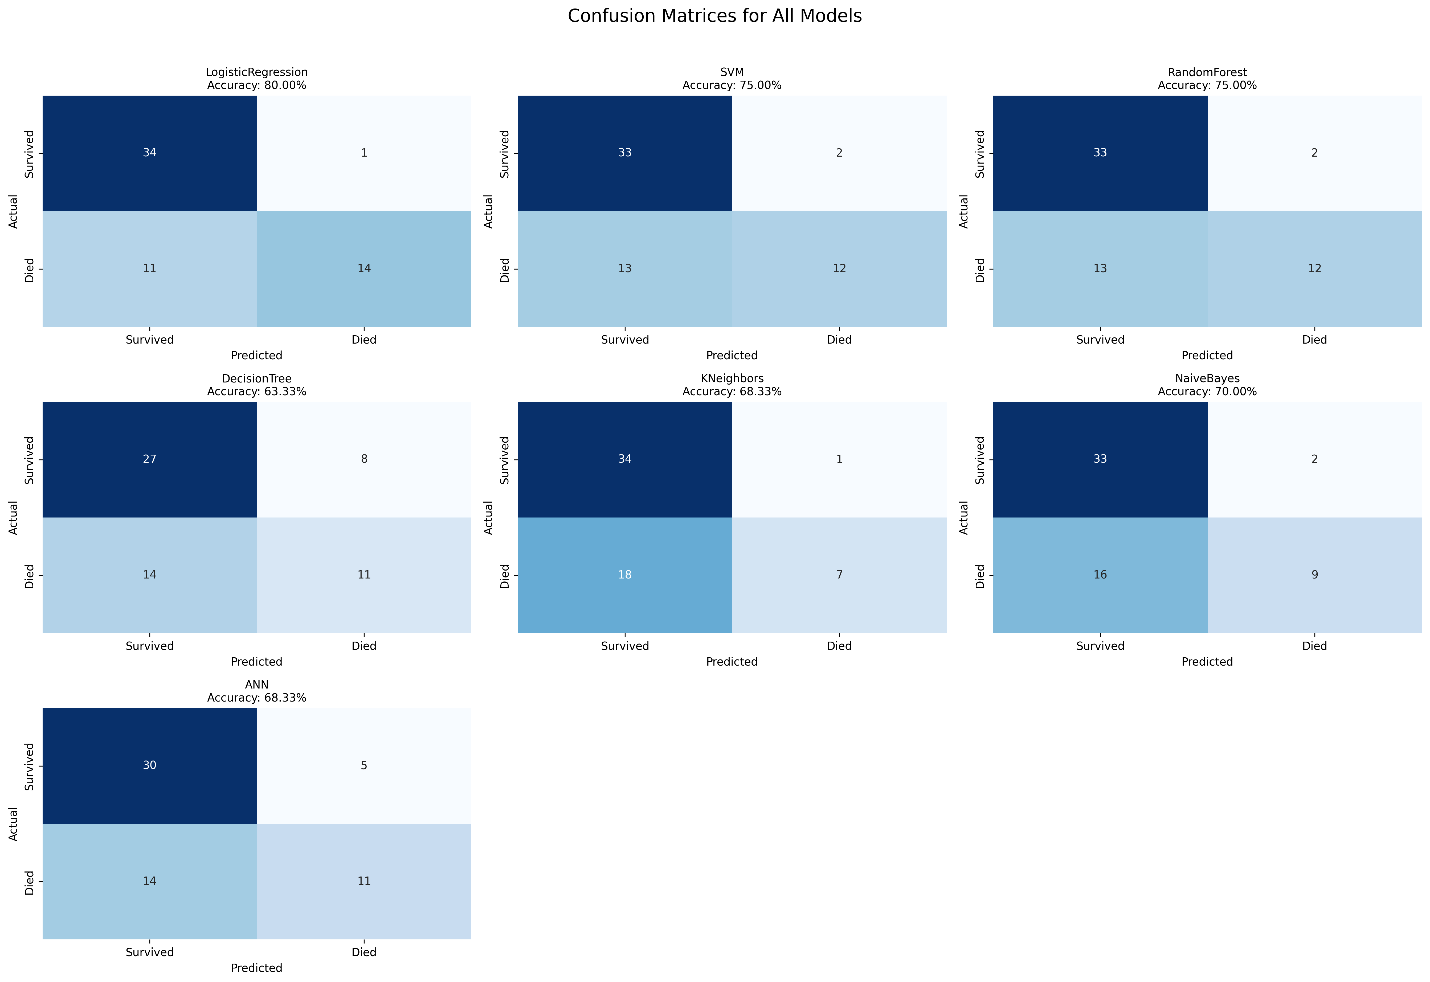 Confusion Matrices for All Models
LogisticRegression
Accuracy: 80.00%
Actual
Survived
34
1
Died
11
14
Survived
Died
Predicted
SVM
Accuracy: 75.00%
Actual
Survived
33
2
Died
13
12
Survived
Died
Predicted
RandomForest
Accuracy: 75.00%
Actual
Survived
33
2
Died
13
12
Survived
Died
Predicted
DecisionTree
Accuracy: 63.33%
Actual
Survived
27
8
Died
14
11
Survived
Died
Predicted
KNeighbors
Accuracy: 68.33%
Actual
Survived
34
1
Died
18
7
Survived
Died
Predicted
NaiveBayes
Accuracy: 70.00%
Actual
Survived
33
2
Died
16
9
Survived
Died
Predicted
ANN
Accuracy: 68.33%
Actual
Survived
30
5
Died
14
11
Survived
Died
Predicted